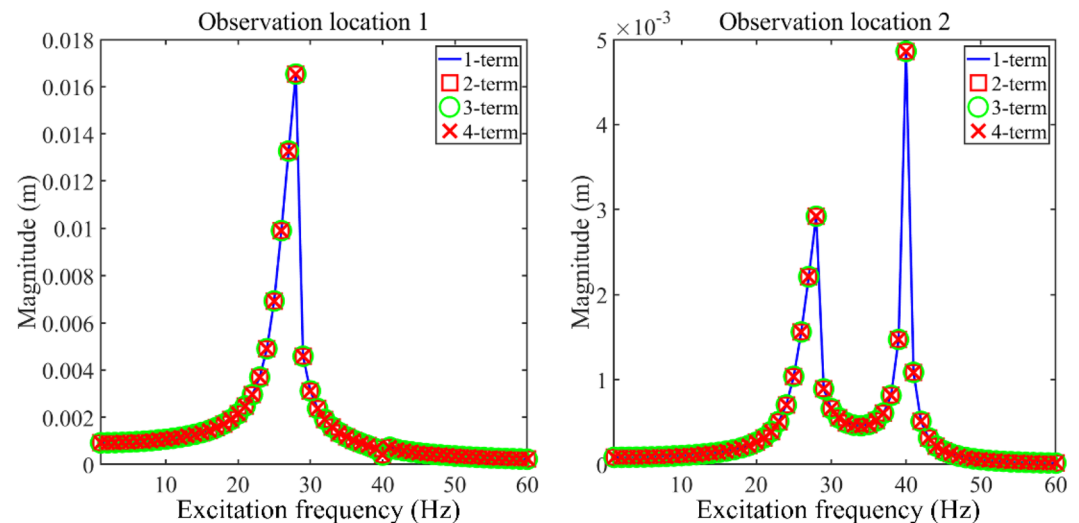 Observation location 1
0.018
0.016
0.014
0.012
0.01
0.008
0.006
0.004
0.002
0
Magnitude (m)
1-term
2-term
3-term
4-term
10 20 30 40 50 60
Excitation frequency (Hz)
Observation location 2
×10⁻³
5
4
3
2
1
0
Magnitude (m)
1-term
2-term
3-term
4-term
10 20 30 40 50 60
Excitation frequency (Hz)